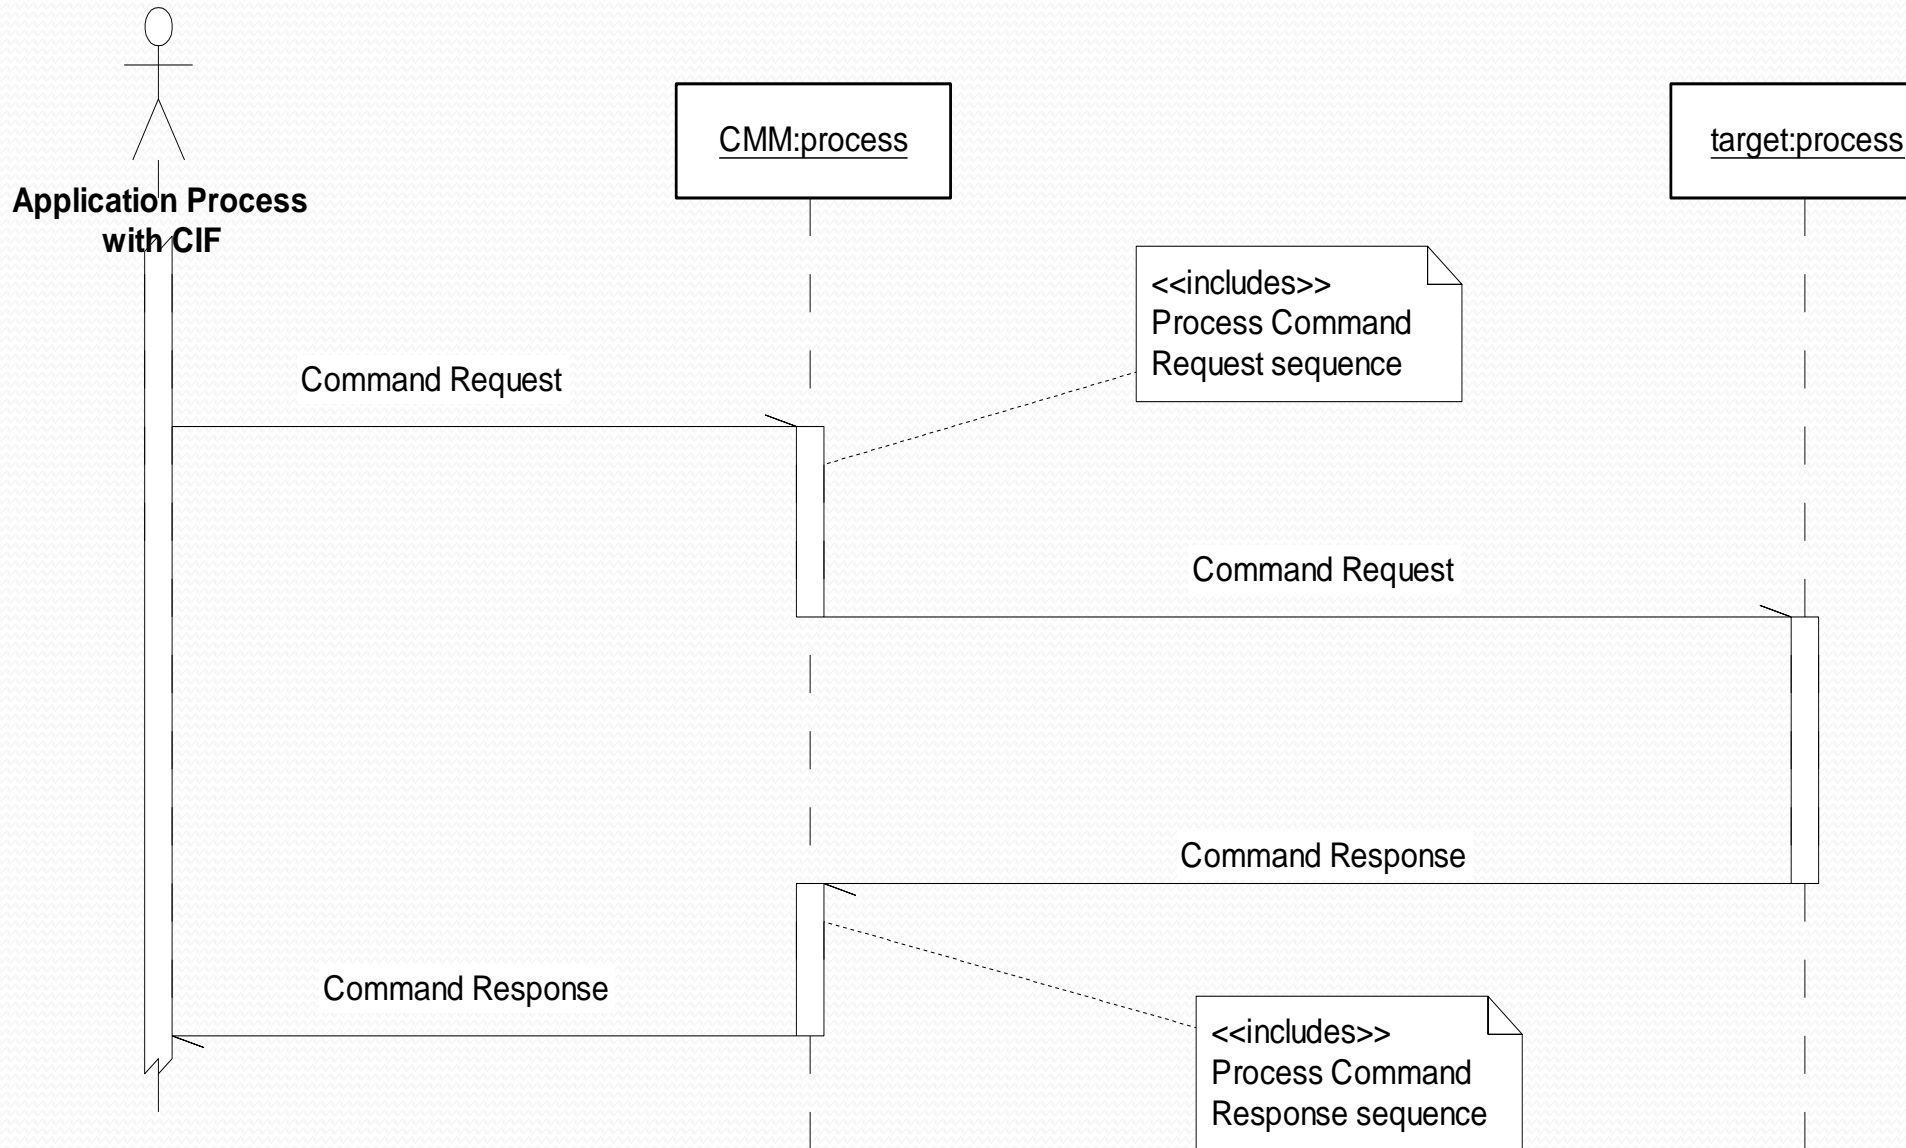 CMM:process
target:process
Application Process
with CIF
<<includes>>
Process Command
Request sequence
Command Request
Command Request
Command Response
Command Response
<<includes>>
Process Command
Response sequence